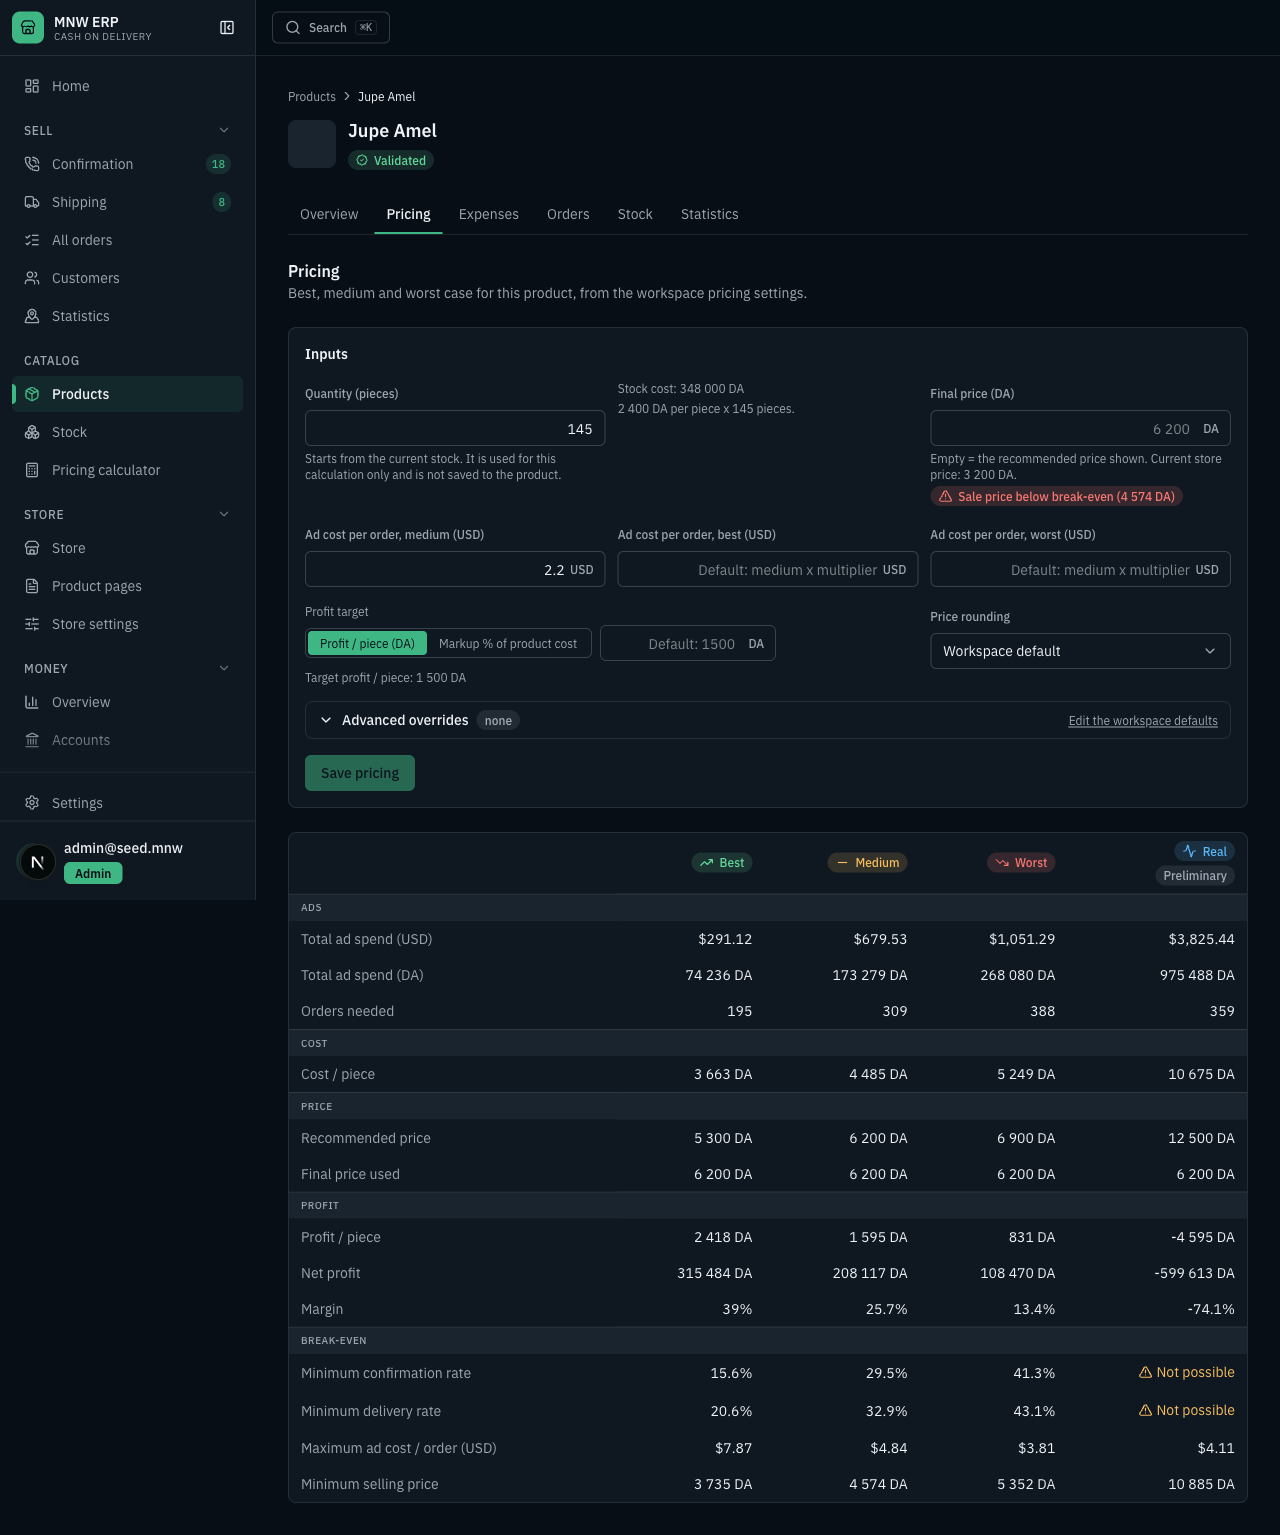 MNW ERP
CASH ON DELIVERY
Search ⌘K
Home
SELL
Confirmation 18
Shipping 8
All orders
Customers
Statistics
CATALOG
Products
Stock
Pricing calculator
STORE
Store
Product pages
Store settings
MONEY
Overview
Accounts
Settings
N
admin@seed.mnw
Admin
Products > Jupe Amel
Jupe Amel
Validated
Overview Pricing Expenses Orders Stock Statistics
Pricing
Best, medium and worst case for this product, from the workspace pricing settings.
Inputs
Quantity (pieces)
145
Starts from the current stock. It is used for this
calculation only and is not saved to the product.
Stock cost: 348 000 DA
2 400 DA per piece x 145 pieces.
Final price (DA)
6 200 DA
Empty = the recommended price shown. Current store
price: 3 200 DA.
Sale price below break-even (4 574 DA)
Ad cost per order, medium (USD)
2.2 USD
Ad cost per order, best (USD)
Default: medium x multiplier USD
Ad cost per order, worst (USD)
Default: medium x multiplier USD
Profit target
Profit / piece (DA) Markup % of product cost Default: 1500 DA
Target profit / piece: 1 500 DA
Price rounding
Workspace default
Advanced overrides none Edit the workspace defaults
Save pricing
Best Medium Worst Real
Preliminary
ADS
Total ad spend (USD) $291.12 $679.53 $1,051.29 $3,825.44
Total ad spend (DA) 74 236 DA 173 279 DA 268 080 DA 975 488 DA
Orders needed 195 309 388 359
COST
Cost / piece 3 663 DA 4 485 DA 5 249 DA 10 675 DA
PRICE
Recommended price 5 300 DA 6 200 DA 6 900 DA 12 500 DA
Final price used 6 200 DA 6 200 DA 6 200 DA 6 200 DA
PROFIT
Profit / piece 2 418 DA 1 595 DA 831 DA -4 595 DA
Net profit 315 484 DA 208 117 DA 108 470 DA -599 613 DA
Margin 39% 25.7% 13.4% -74.1%
BREAK-EVEN
Minimum confirmation rate 15.6% 29.5% 41.3% Not possible
Minimum delivery rate 20.6% 32.9% 43.1% Not possible
Maximum ad cost / order (USD) $7.87 $4.84 $3.81 $4.11
Minimum selling price 3 735 DA 4 574 DA 5 352 DA 10 885 DA